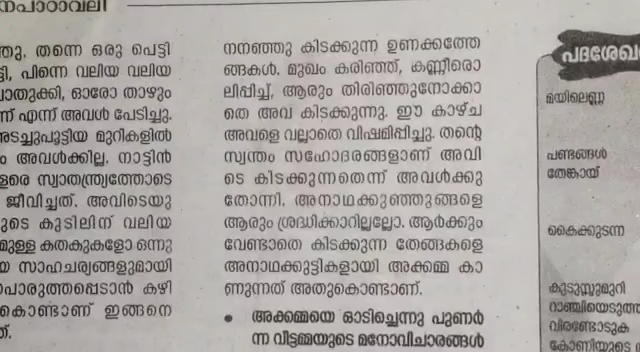 നപാഠാവലി
ത്തു. തന്നെ ഒരു പെട്ടി
പിന്നെ വലിയ വലിയ
ഓരോ താഴും
എന്ന് അവൾ പേടിച്ചു.
അടച്ചുപൂട്ടിയ മുറികളിൽ
അവൾക്കില്ല. നാട്ടിൻ
സ്വാതന്ത്ര്യത്തോടെ
ജീവിച്ചത്. അവിടെയു
കുടിലിന് വലിയ
കതകുകളോ ഒന്നു
സാഹചര്യങ്ങളുമായി
കഴി
ഇങ്ങനെ
നനഞ്ഞു കിടക്കുന്ന ഉണക്കത്തേ
ങ്ങകൾ. മുഖം കരിഞ്ഞ്, കണ്ണീരൊ
ലിപ്പിച്ച്, ആരും തിരിഞ്ഞുനോക്കാ
തെ അവ കിടക്കുന്നു. ഈ കാഴ്ച
അവളെ വല്ലാതെ വിഷമിപ്പിച്ചു. തന്റെ
സ്വന്തം സഹോദരങ്ങളാണ് അവി
ടെ കിടക്കുന്നതെന്ന് അവൾക്കു
തോന്നി. അനാഥക്കുഞ്ഞുങ്ങളെ
ആരും ശ്രദ്ധിക്കാറില്ലല്ലോ. ആർക്കും
വേണ്ടാതെ കിടക്കുന്ന തേങ്ങകളെ
അനാഥക്കുട്ടികളായി അക്കമ്മ കാ
ണുന്നത് അതുകൊണ്ടാണ്.
• അക്കമ്മയെ ഓടിച്ചെന്നു പുണർ
ന്ന വീട്ടമ്മയുടെ മനോവിചാരങ്ങൾ
പദശേഖ
മയിലെണ്ണ
പണ്ടങ്ങൾ
തേങ്കായ്
കൈക്കുടന്ന
കുടുസ്സുമുറി
റാഞ്ചിയെടുത്ത
വിരണ്ടോടുക
കോണിയുടെ